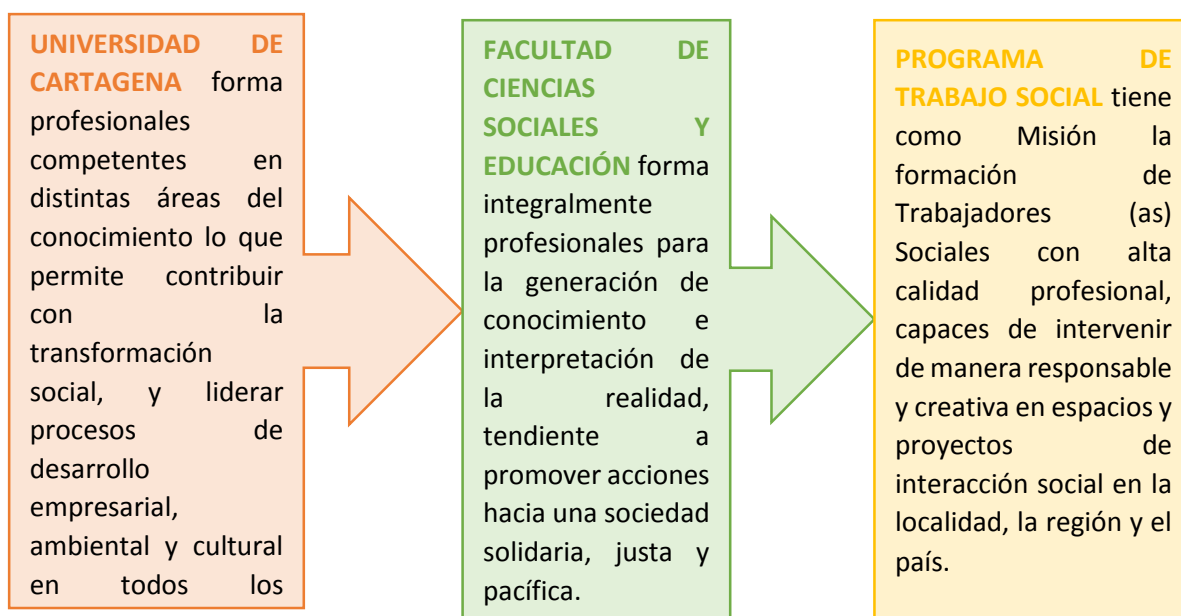 UNIVERSIDAD DE
CARTAGENA forma
profesionales
competentes en
distintas áreas del
conocimiento lo que
permite contribuir
con la
transformación
social, y liderar
procesos de
desarrollo
empresarial,
ambiental y cultural
en todos los
FACULTAD DE
CIENCIAS
SOCIALES Y
EDUCACIÓN forma
integralmente
profesionales para
la generación de
conocimiento e
interpretación de
la realidad,
tendiente a
promover acciones
hacia una sociedad
solidaria, justa y
pacífica.
PROGRAMA DE
TRABAJO SOCIAL tiene
como Misión la
formación de
Trabajadores (as)
Sociales con alta
calidad profesional,
capaces de intervenir
de manera responsable
y creativa en espacios y
proyectos de
interacción social en la
localidad, la región y el
país.